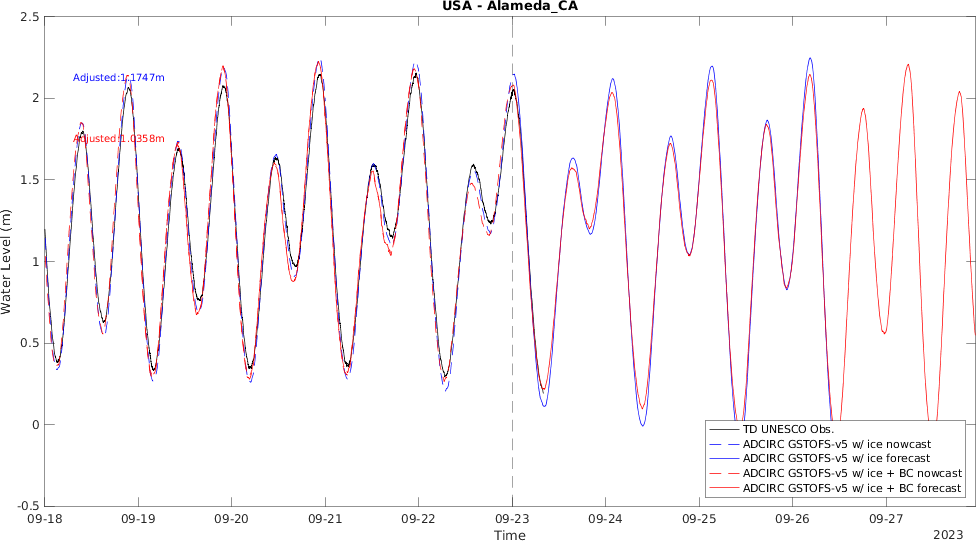 USA - Alameda_CA
2.5
2
1.5
1
0.5
0
-0.5
Water Level (m)
Adjusted:1.1747m
Adjusted:1.0358m
TD UNESCO Obs.
ADCIRC GSTOFS-v5 w/ ice nowcast
ADCIRC GSTOFS-v5 w/ ice forecast
ADCIRC GSTOFS-v5 w/ ice + BC nowcast
ADCIRC GSTOFS-v5 w/ ice + BC forecast
09-18 09-19 09-20 09-21 09-22 09-23 09-24 09-25 09-26 09-27
Time
2023